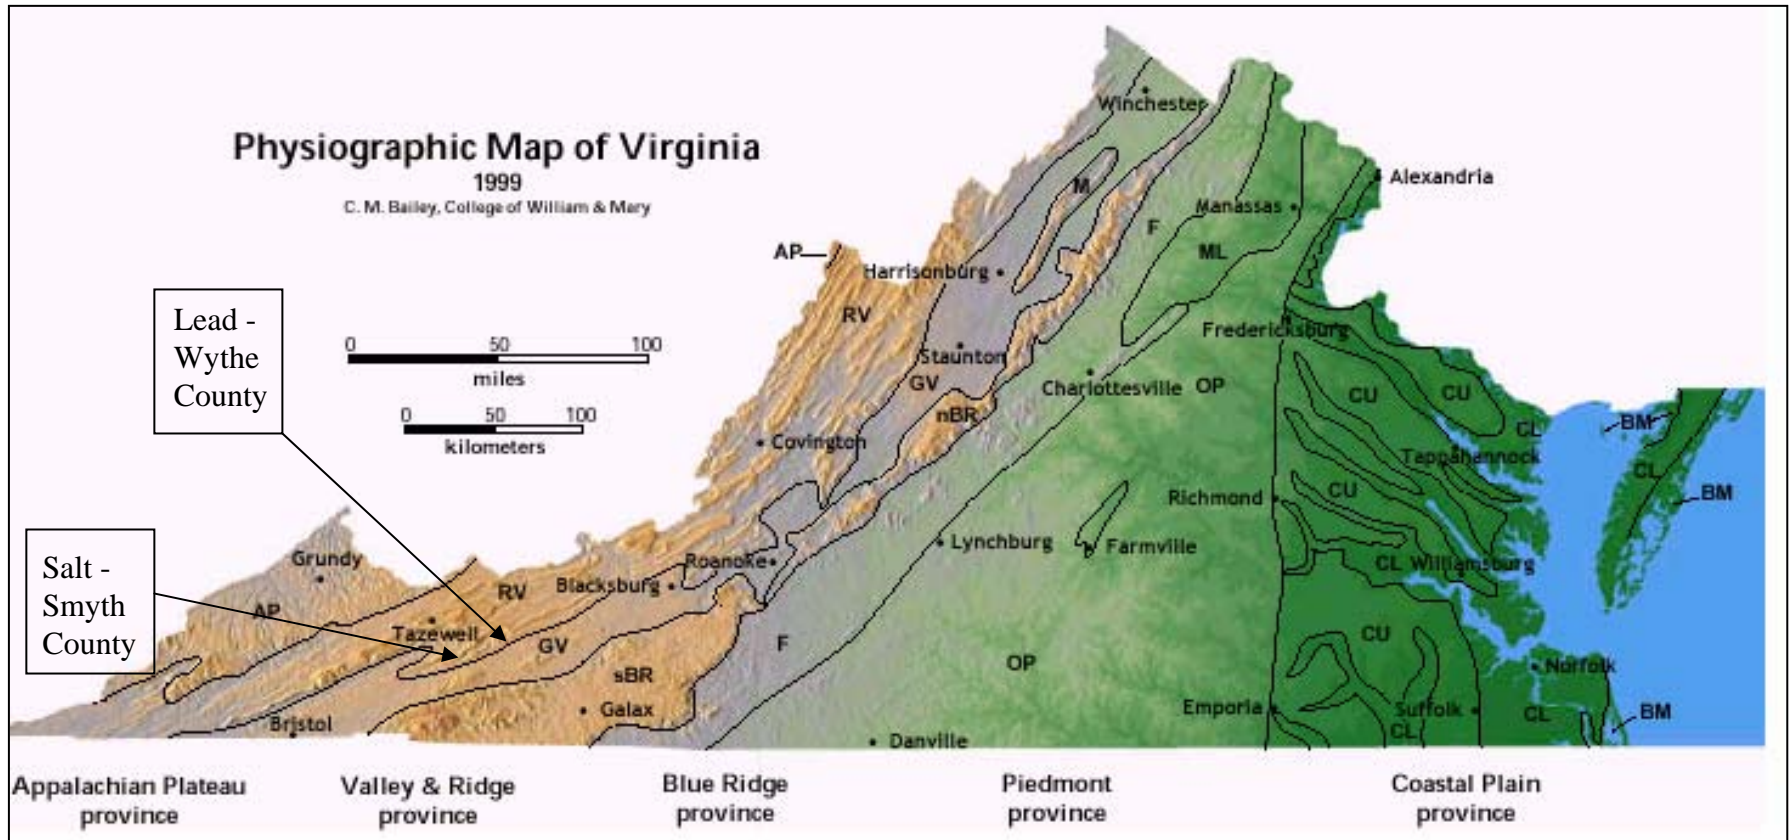 Physiographic Map of Virginia
1999
C. M. Bailey, College of William & Mary
Winchester
M
Alexandria
Manassas
F
ML
AP
Harrisonburg
RV
Lead -
Wythe
County
0 50 100
miles
0 50 100
kilometers
Fredericksburg
Staunton
GV
Charlottesville
OP
nBR
CU
CU
CL
BM
Covington
Tappahannock
CL
BM
Richmond
CU
Salt -
Smyth
County
Grundy
Roanoke
Lynchburg
Farmville
CL
Williamsburg
AP
RV
Blacksburg
Tazewell
GV
F
CU
sBR
OP
Norfolk
Bristol
Galax
Emporia
Suffolk
CL
CL
BM
Danville
Appalachian Plateau
province
Valley & Ridge
province
Blue Ridge
province
Piedmont
province
Coastal Plain
province